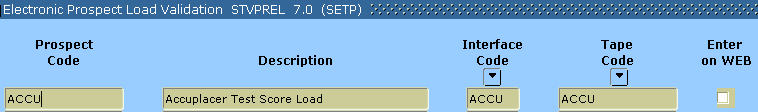 Electronic Prospect Load Validation STVPREL 7.0 (SETP)
Prospect Code Description Interface Code Tape Code Enter on WEB
ACCU Accuplacer Test Score Load ACCU ACCU